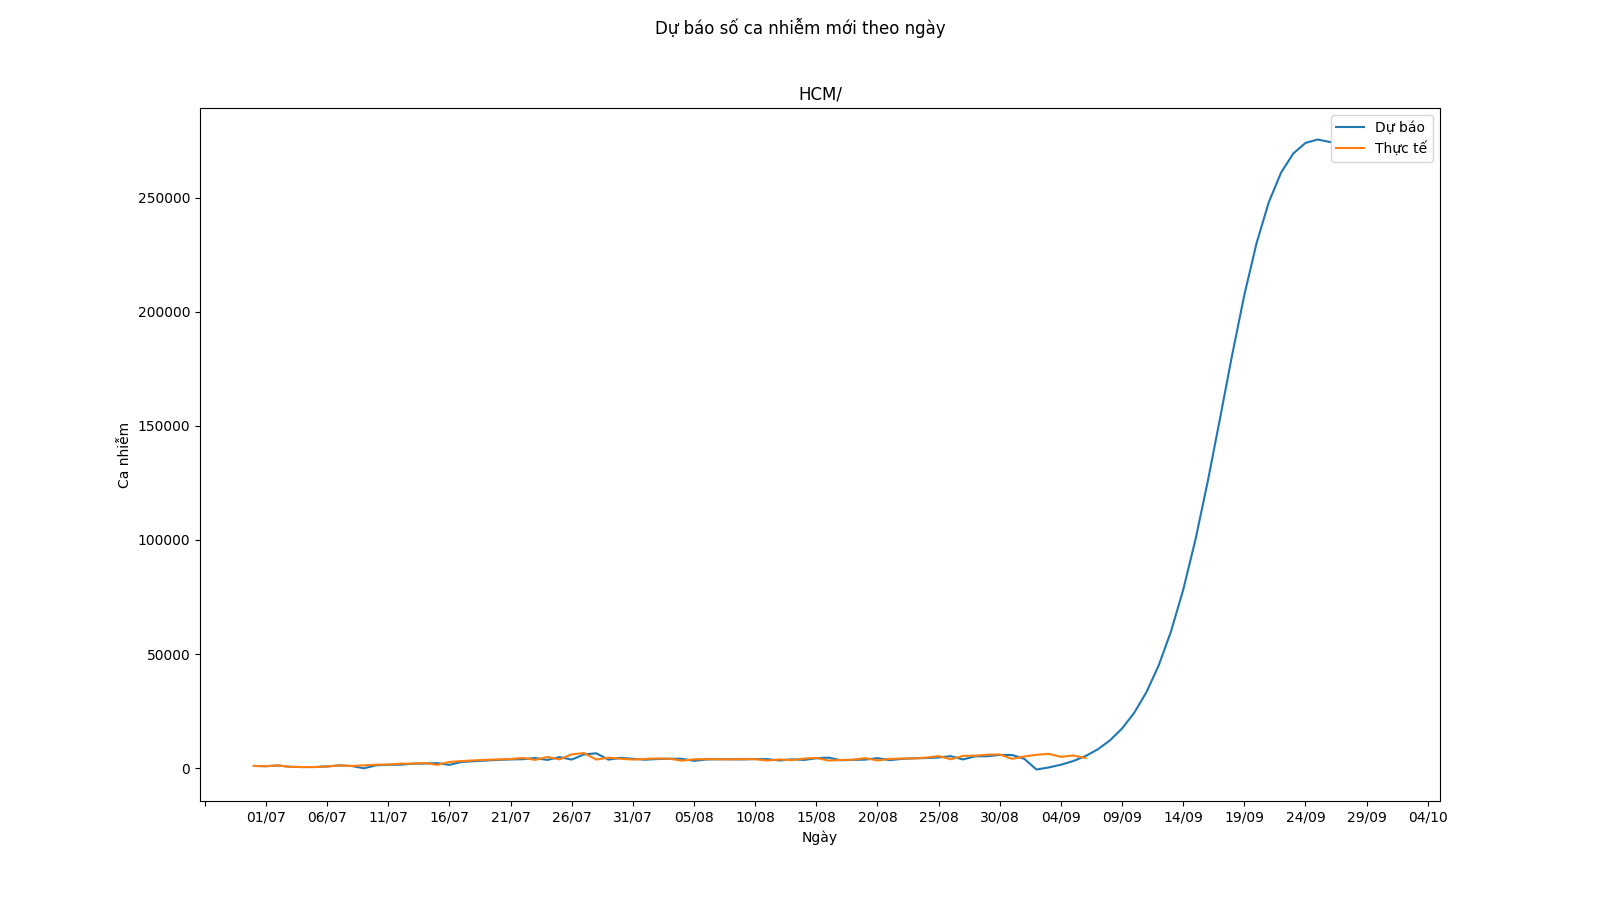 Dự báo số ca nhiễm mới theo ngày
HCM/
Dự báo
Thực tế
Ca nhiễm
250000
200000
150000
100000
50000
0
01/07 06/07 11/07 16/07 21/07 26/07 31/07 05/08 10/08 15/08 20/08 25/08 30/08 04/09 09/09 14/09 19/09 24/09 29/09 04/10
Ngày